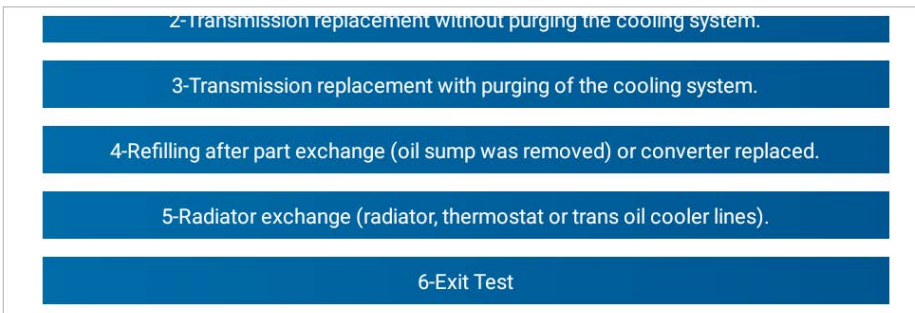 2-Transmission replacement without purging the cooling system.
3-Transmission replacement with purging of the cooling system.
4-Refilling after part exchange (oil sump was removed) or converter replaced.
5-Radiator exchange (radiator, thermostat or trans oil cooler lines).
6-Exit Test